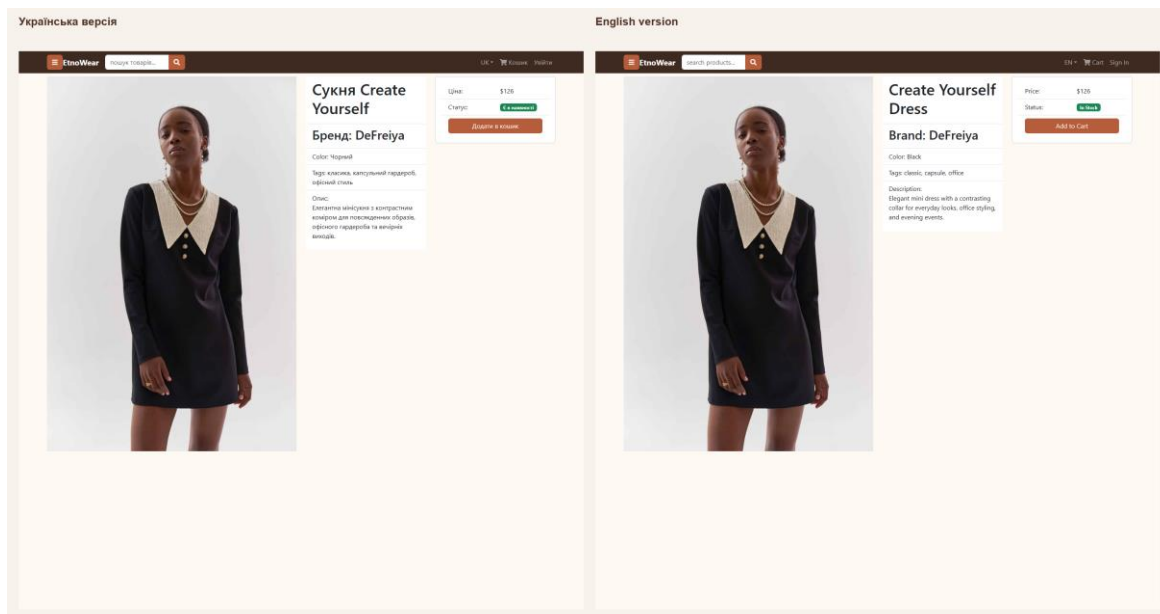 Українська версія
EtnoWear пошук товарів... UK Кошик Увійти
Сукня Create
Yourself
Бренд: DeFreiya
Color: Чорний
Tags: класика, капсульний гардероб,
офісний стиль
Опис:
Елегантна мінісукня з контрастним
коміром для повсякденних образів,
офісного гардероба та вечірніх
виходів.
Ціна: $126
Статус: Є в наявності
Додати в кошик
English version
EtnoWear search products... EN Cart Sign In
Create Yourself
Dress
Brand: DeFreiya
Color: Black
Tags: classic, capsule, office
Description:
Elegant mini dress with a contrasting
collar for everyday looks, office styling,
and evening events.
Price: $126
Status: In Stock
Add to Cart